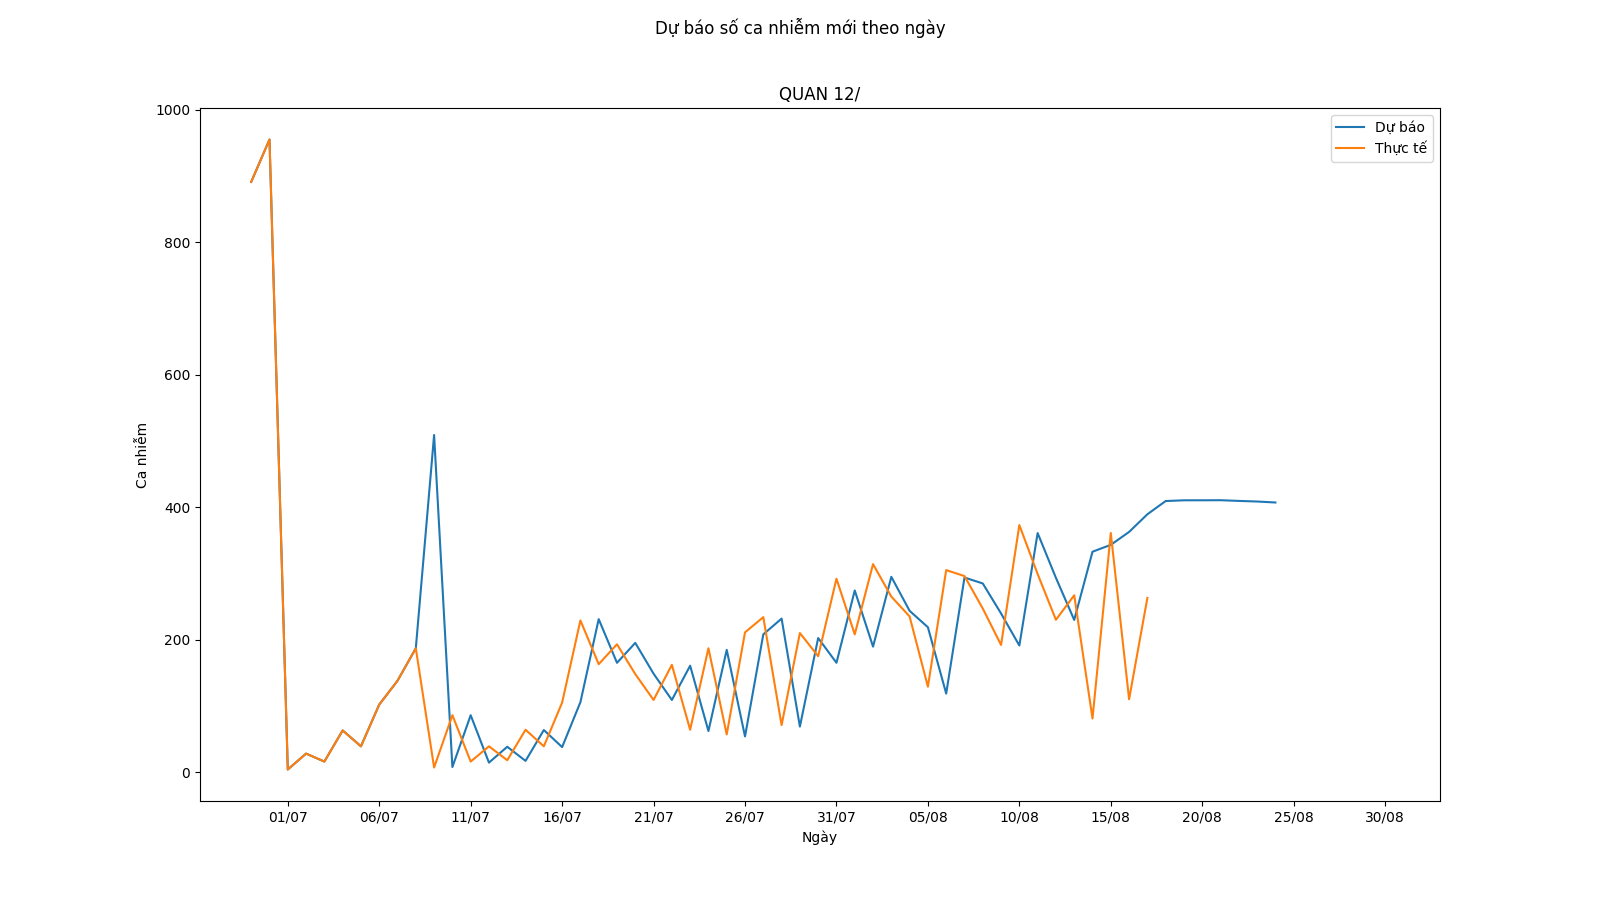 Dự báo số ca nhiễm mới theo ngày
QUAN 12/
Dự báo
Thực tế
1000
800
600
400
200
0
Ca nhiễm
01/07 06/07 11/07 16/07 21/07 26/07 31/07 05/08 10/08 15/08 20/08 25/08 30/08
Ngày